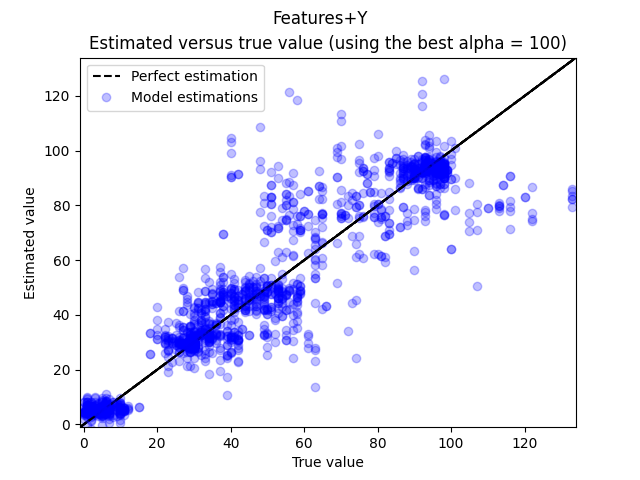 Features+Y
Estimated versus true value (using the best alpha = 100)
Perfect estimation
Model estimations
120
100
80
60
40
20
0
Estimated value
0 20 40 60 80 100 120
True value